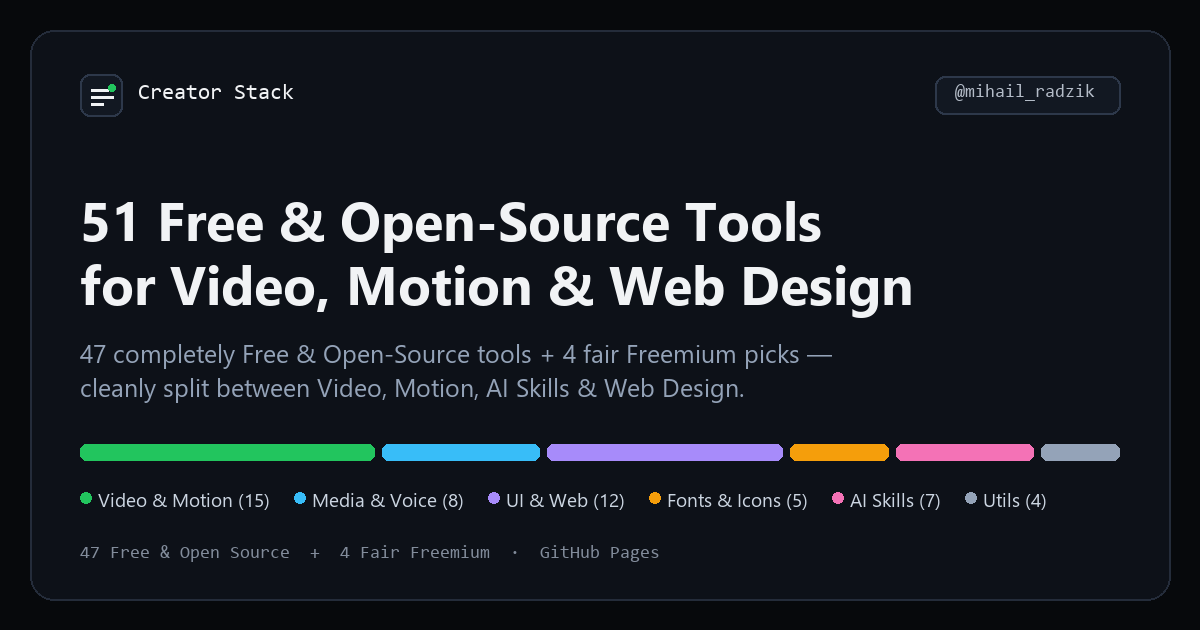 Creator Stack
@mihail_radzik
51 Free & Open-Source Tools
for Video, Motion & Web Design
47 completely Free & Open-Source tools + 4 fair Freemium picks —
cleanly split between Video, Motion, AI Skills & Web Design.
Video & Motion (15) Media & Voice (8) UI & Web (12) Fonts & Icons (5) AI Skills (7) Utils (4)
47 Free & Open Source + 4 Fair Freemium · GitHub Pages